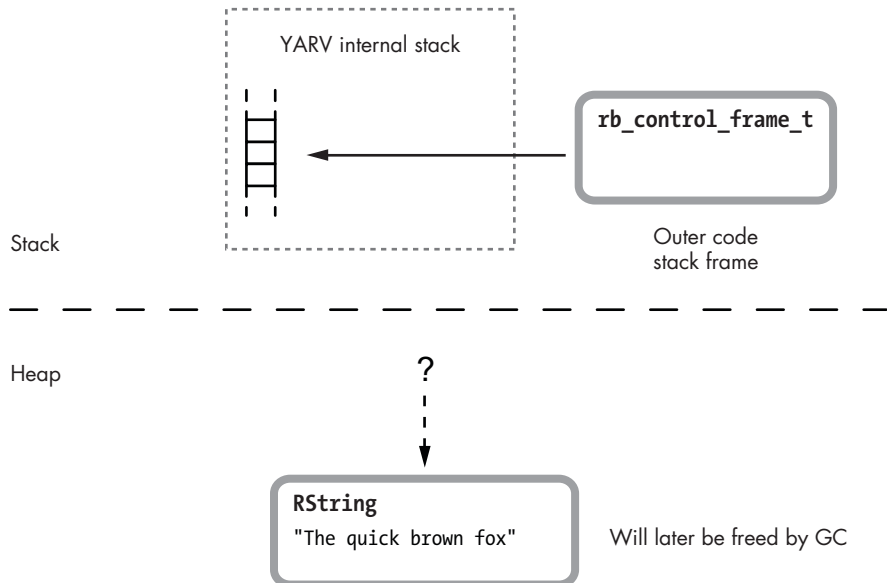 YARV internal stack
rb_control_frame_t
Outer code
stack frame
Stack
Heap
?
RString
"The quick brown fox"
Will later be freed by GC